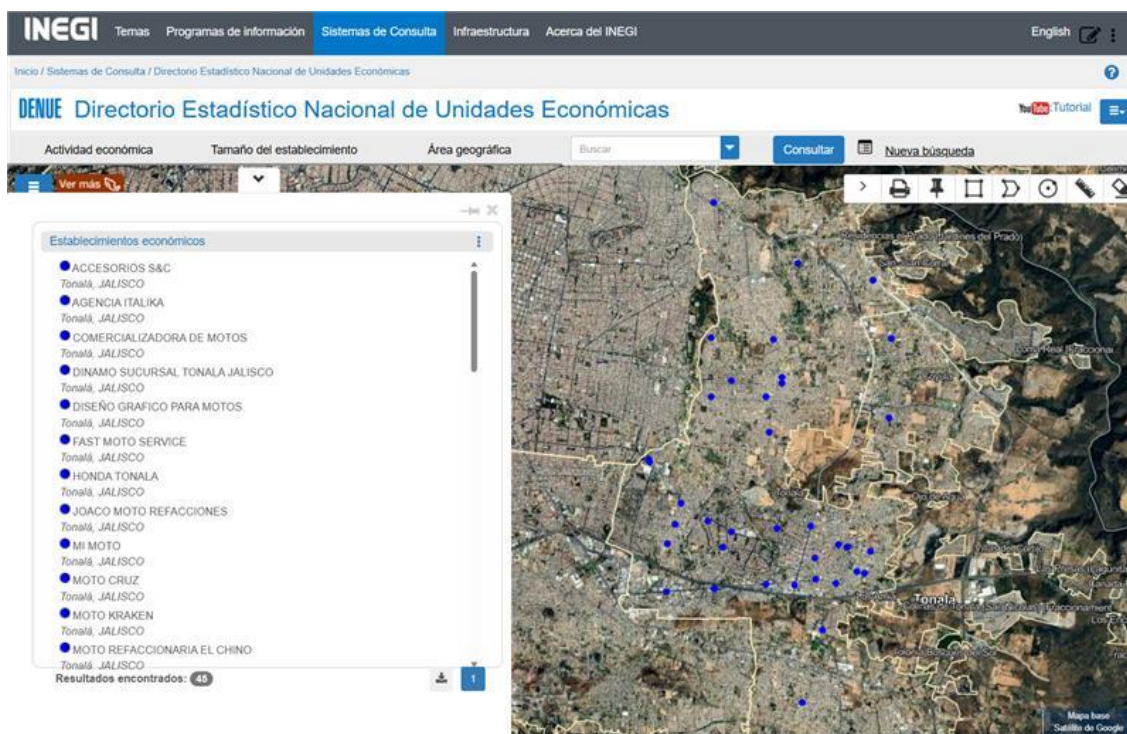 INEGI Temas Programas de información Sistemas de Consulta Infraestructura Acerca del INEGI English
Inicio / Sistemas de Consulta / Directorio Estadístico Nacional de Unidades Económicas
DENUE Directorio Estadístico Nacional de Unidades Económicas YouTube: Tutorial
Actividad económica Tamaño del establecimiento Área geográfica Buscar Consultar Nueva búsqueda
Ver más
Establecimientos económicos
ACCESORIOS S&C
Tonalá, JALISCO
AGENCIA ITALIKA
Tonalá, JALISCO
COMERCIALIZADORA DE MOTOS
Tonalá, JALISCO
DINAMO SUCURSAL TONALA JALISCO
Tonalá, JALISCO
DISEÑO GRAFICO PARA MOTOS
Tonalá, JALISCO
FAST MOTO SERVICE
Tonalá, JALISCO
HONDA TONALA
Tonalá, JALISCO
JOACO MOTO REFACCIONES
Tonalá, JALISCO
MI MOTO
Tonalá, JALISCO
MOTO CRUZ
Tonalá, JALISCO
MOTO KRAKEN
Tonalá, JALISCO
MOTO REFACCIONARIA EL CHINO
Tonalá, JALISCO
Resultados encontrados: 45 1
Tonalá
Tonala
Mapa base
Satélite de Google